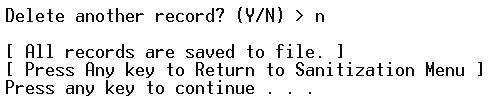 Delete another record? (Y/N) > n
[ All records are saved to file. ]
[ Press Any key to Return to Sanitization Menu ]
Press any key to continue . . .